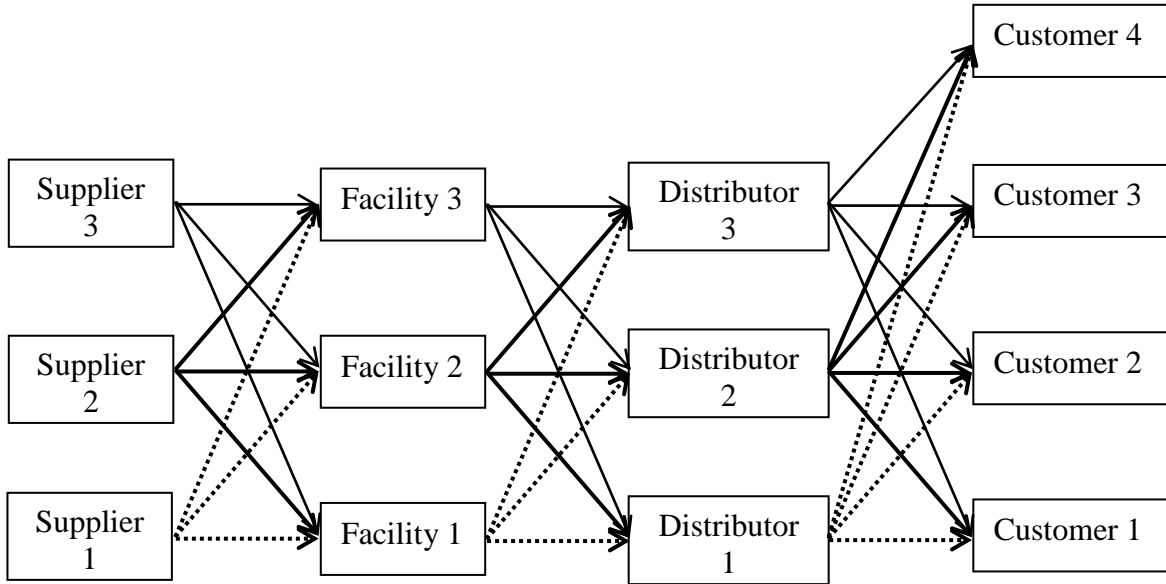 Customer 4
Supplier
3
Facility 3
Distributor
3
Customer 3
Supplier
2
Facility 2
Distributor
2
Customer 2
Supplier
1
Facility 1
Distributor
1
Customer 1